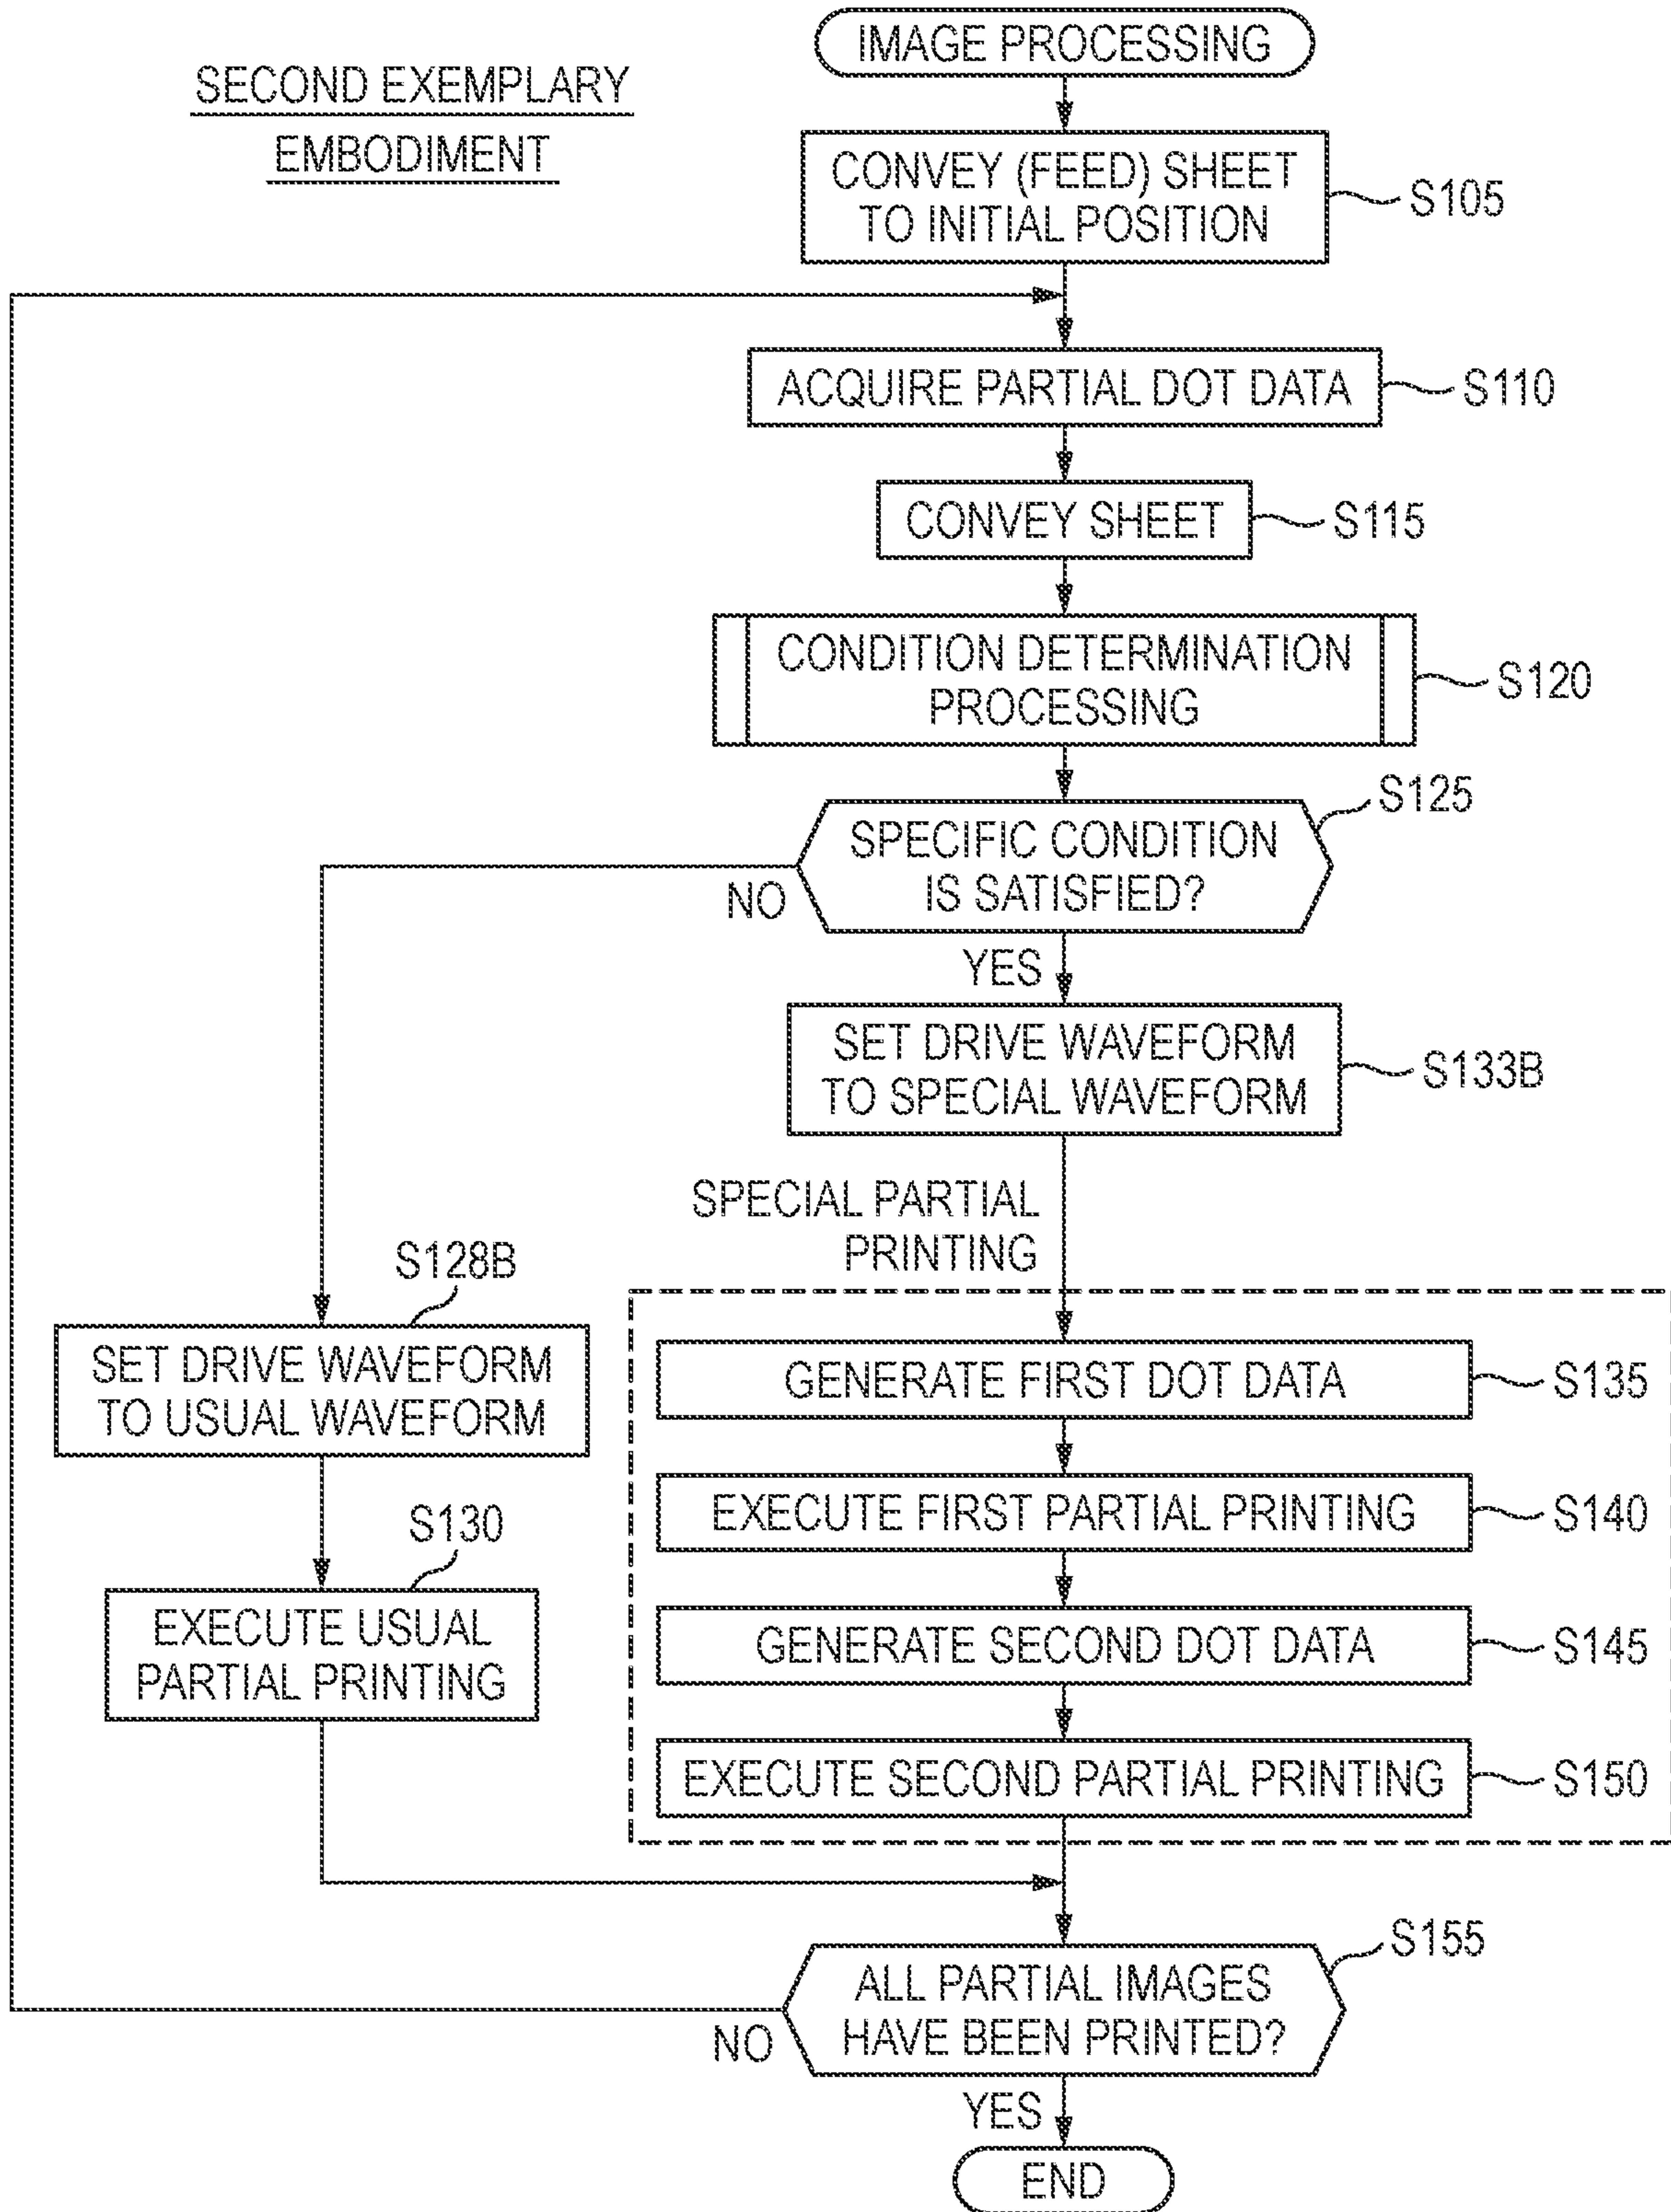 SECOND EXEMPLARY
EMBODIMENT
IMAGE PROCESSING
CONVEY (FEED) SHEET
TO INITIAL POSITION
S105
ACQUIRE PARTIAL DOT DATA
S110
CONVEY SHEET
S115
CONDITION DETERMINATION
PROCESSING
S120
S125
SPECIFIC CONDITION
IS SATISFIED?
NO
YES
SET DRIVE WAVEFORM
TO SPECIAL WAVEFORM
S133B
SPECIAL PARTIAL
PRINTING
S128B
SET DRIVE WAVEFORM
TO USUAL WAVEFORM
S130
EXECUTE USUAL
PARTIAL PRINTING
GENERATE FIRST DOT DATA
S135
EXECUTE FIRST PARTIAL PRINTING
S140
GENERATE SECOND DOT DATA
S145
EXECUTE SECOND PARTIAL PRINTING
S150
S155
ALL PARTIAL IMAGES
HAVE BEEN PRINTED?
NO
YES
END